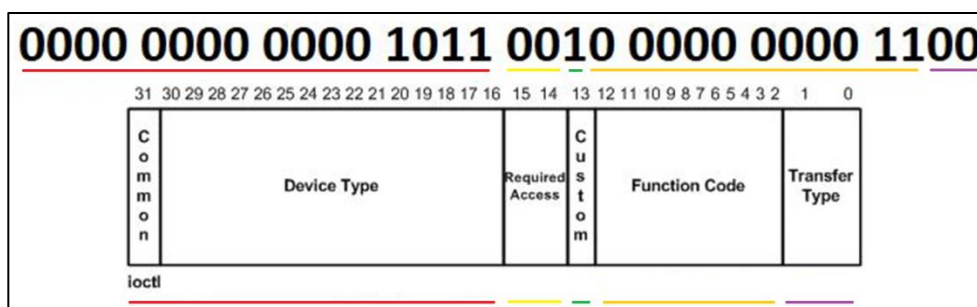 0000 0000 0000 1011 0010 0000 0000 1100
31 30 29 28 27 26 25 24 23 22 21 20 19 18 17 16 15 14 13 12 11 10 9 8 7 6 5 4 3 2 1 0
Common
Device Type
Required
Access
Custom
Function Code
Transfer
Type
ioctl